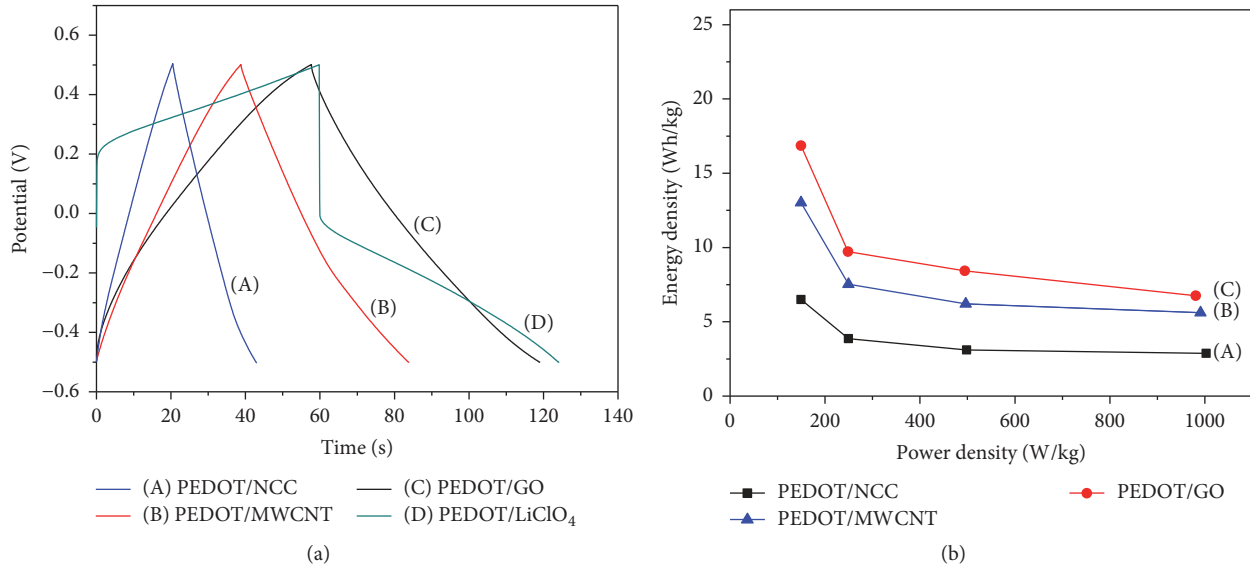 0.6
0.4
0.2
0.0
−0.2
−0.4
−0.6
Potential (V)
(A)
(B)
(C)
(D)
0 20 40 60 80 100 120 140
Time (s)
(A) PEDOT/NCC
(C) PEDOT/GO
(B) PEDOT/MWCNT
(D) PEDOT/LiClO₄
(a)
25
20
15
10
5
0
Energy density (Wh/kg)
(C)
(B)
(A)
0 200 400 600 800 1000
Power density (W/kg)
PEDOT/NCC
PEDOT/GO
PEDOT/MWCNT
(b)